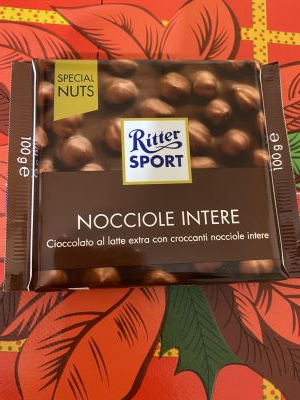 SPECIAL
NUTS
100 g e
100 g e
Ritter
SPORT
NOCCIOLE INTERE
Cioccolato al latte extra con croccanti nocciole intere